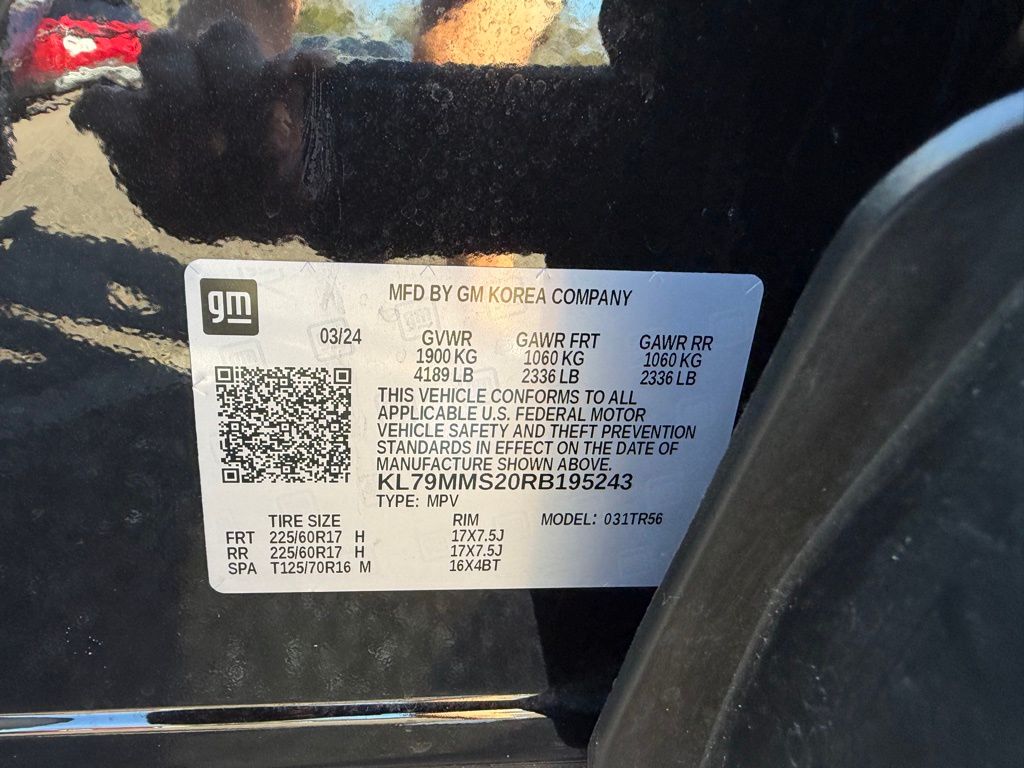 gm
MFD BY GM KOREA COMPANY
03/24 GVWR GAWR FRT GAWR RR
1900 KG 1060 KG 1060 KG
4189 LB 2336 LB 2336 LB
THIS VEHICLE CONFORMS TO ALL
APPLICABLE U.S. FEDERAL MOTOR
VEHICLE SAFETY AND THEFT PREVENTION
STANDARDS IN EFFECT ON THE DATE OF
MANUFACTURE SHOWN ABOVE.
KL79MMS20RB195243
TYPE: MPV
TIRE SIZE RIM MODEL: 031TR56
FRT 225/60R17 H 17X7.5J
RR 225/60R17 H 17X7.5J
SPA T125/70R16 M 16X4BT